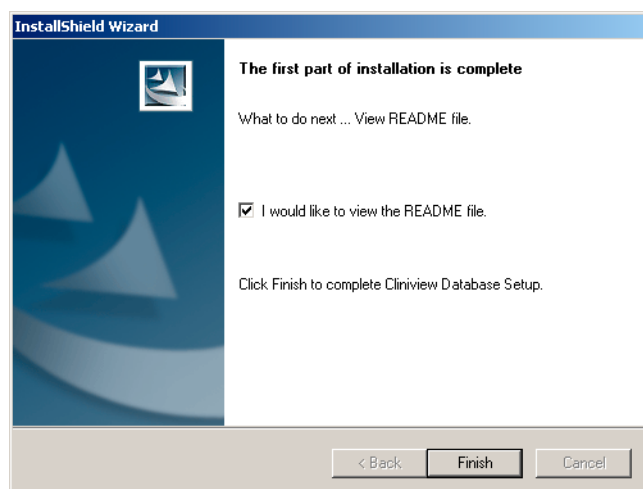 InstallShield Wizard
The first part of installation is complete
What to do next ... View README file.
I would like to view the README file.
Click Finish to complete Cliniview Database Setup.
< Back
Finish
Cancel